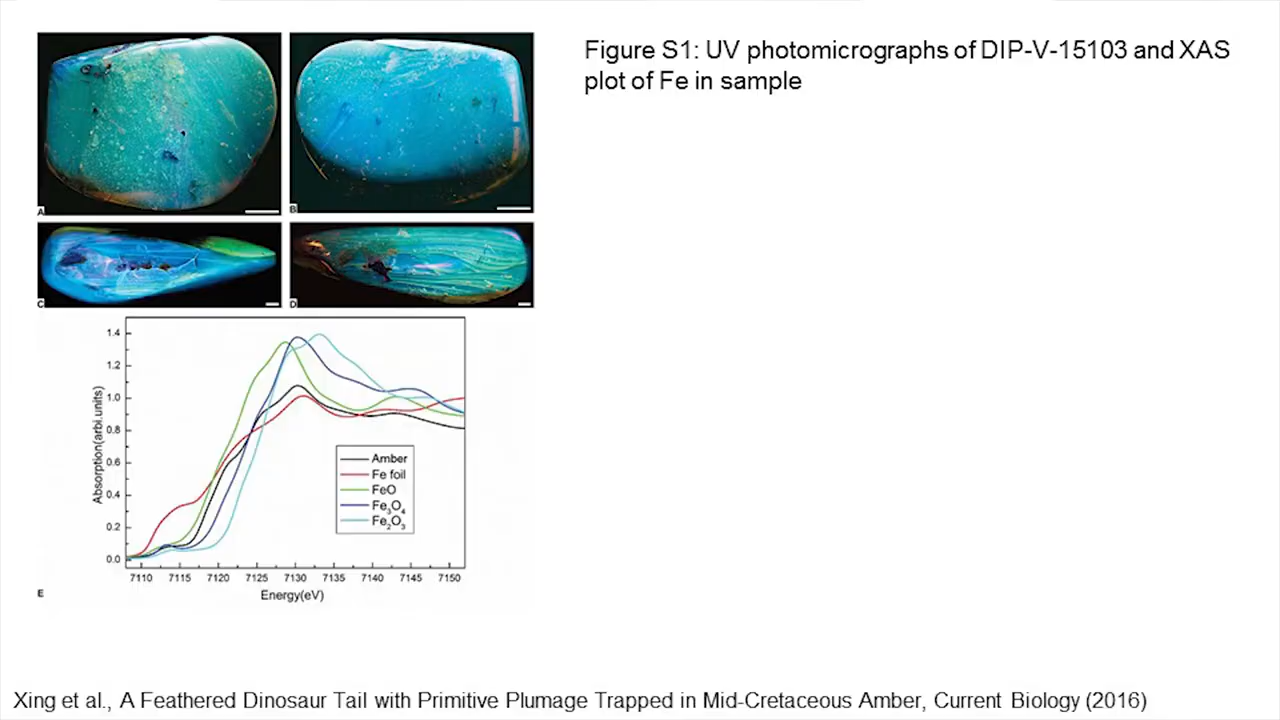 Figure S1: UV photomicrographs of DIP-V-15103 and XAS
plot of Fe in sample
A
B
C
D
1.4
1.2
1.0
0.8
0.6
0.4
0.2
0.0
Absorption(arbi.units)
Amber
Fe foil
FeO
Fe₃O₄
Fe₂O₃
7110 7115 7120 7125 7130 7135 7140 7145 7150
Energy(eV)
E
Xing et al., A Feathered Dinosaur Tail with Primitive Plumage Trapped in Mid-Cretaceous Amber, Current Biology (2016)